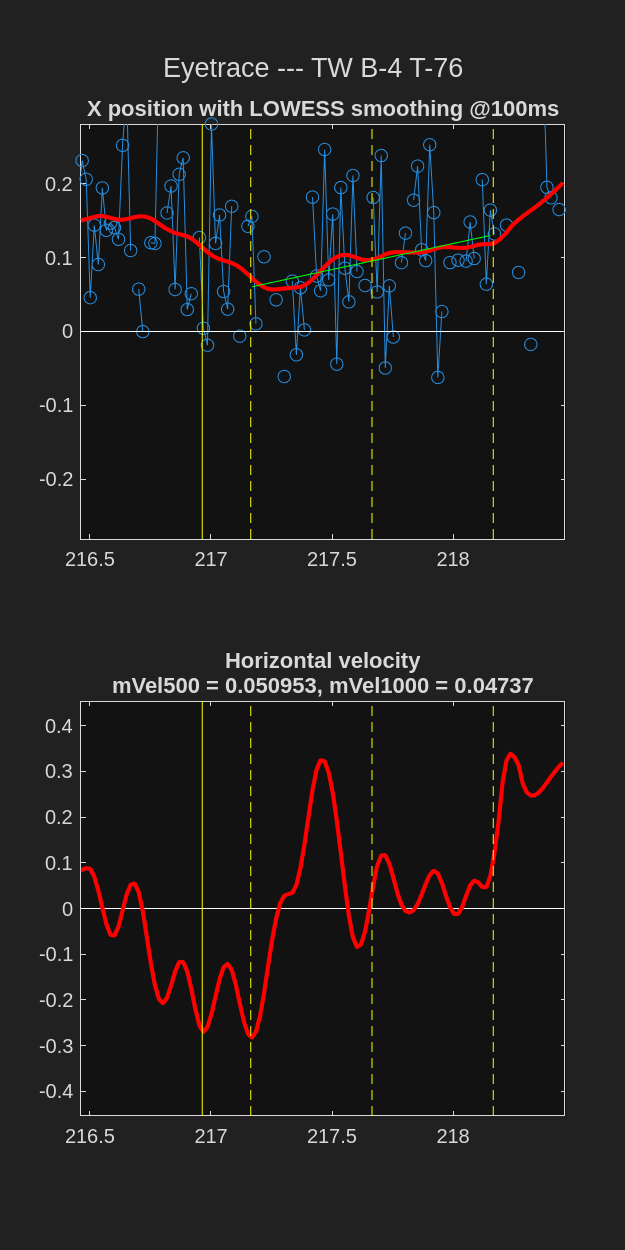 Eyetrace --- TW B-4 T-76
X position with LOWESS smoothing @100ms
0.2
0.1
0
-0.1
-0.2
216.5 217 217.5 218
Horizontal velocity
mVel500 = 0.050953, mVel1000 = 0.04737
0.4
0.3
0.2
0.1
0
-0.1
-0.2
-0.3
-0.4
216.5 217 217.5 218